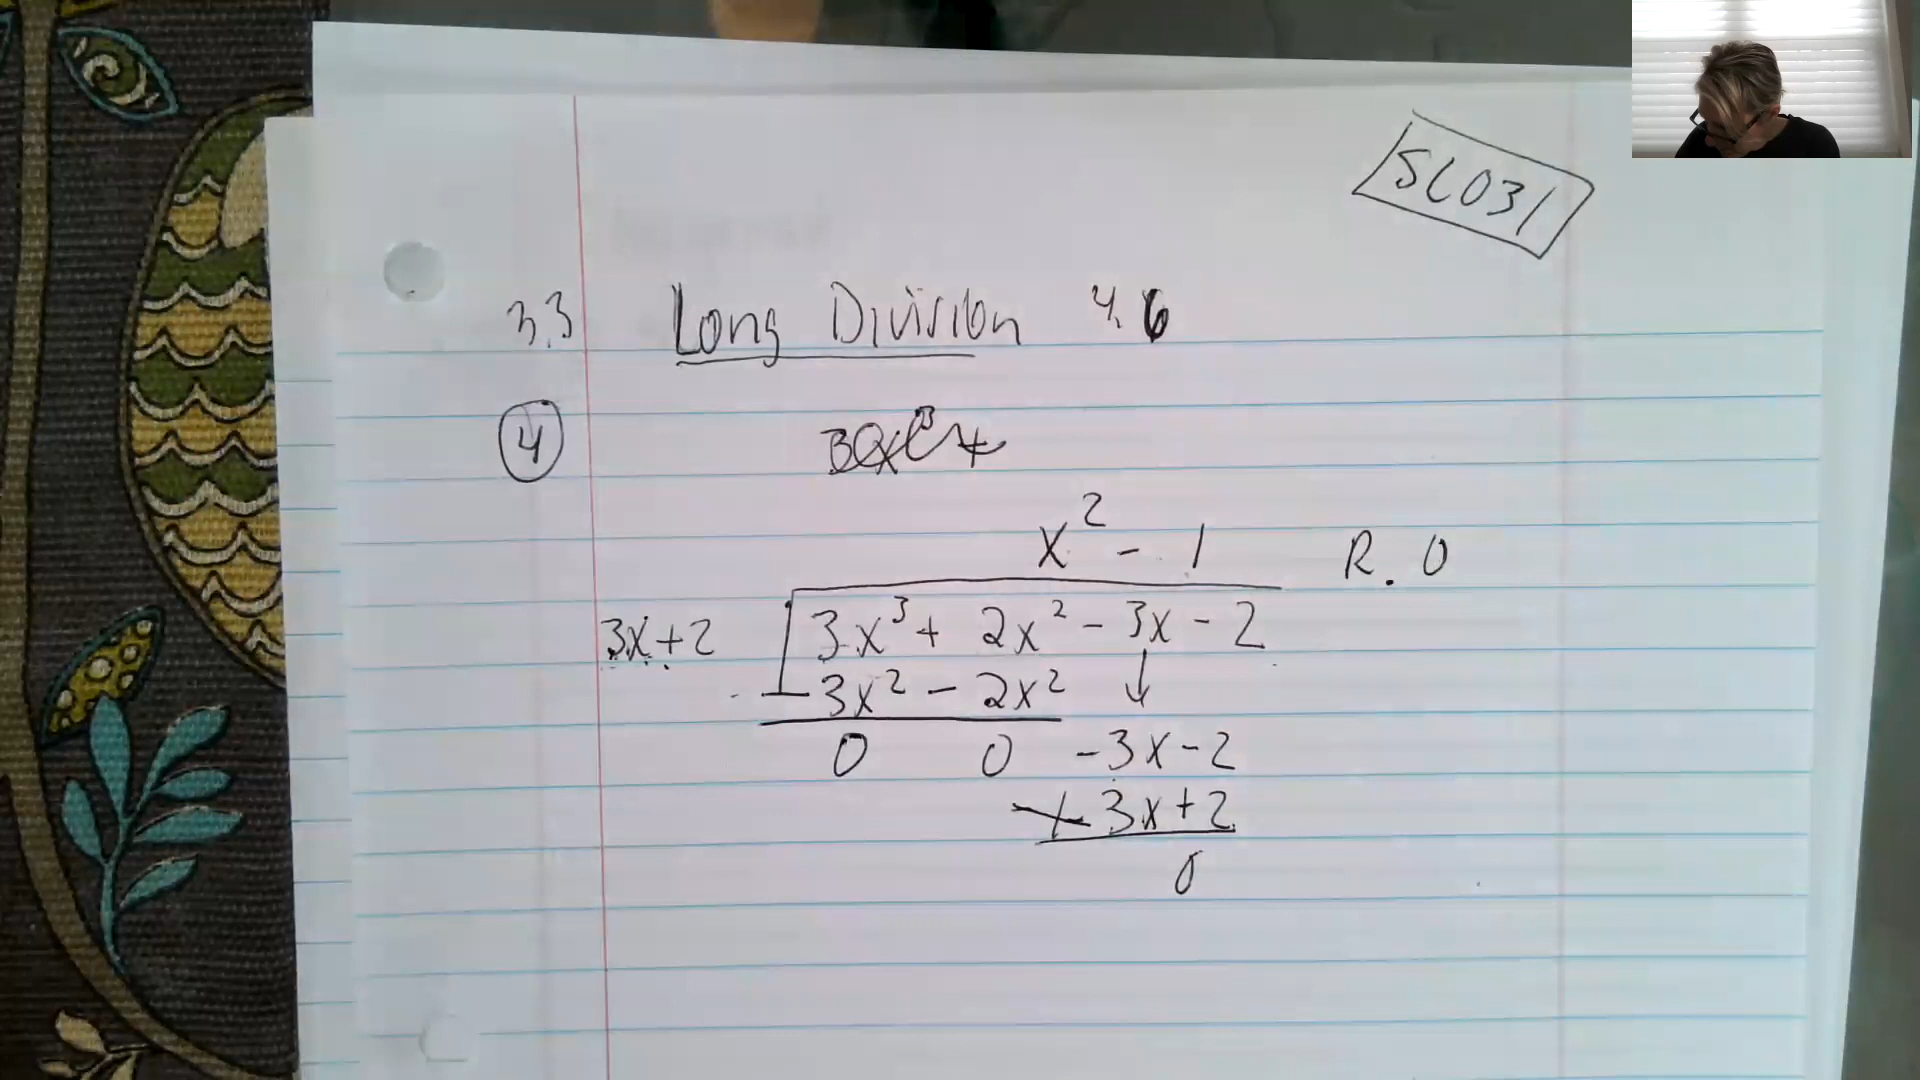 SLO31
3.3 Long Division 4.6
4
x² - 1 R. 0
3x+2 3x³ + 2x² - 3x - 2
- 3x² - 2x²
0 0 -3x-2
+ 3x+2
0